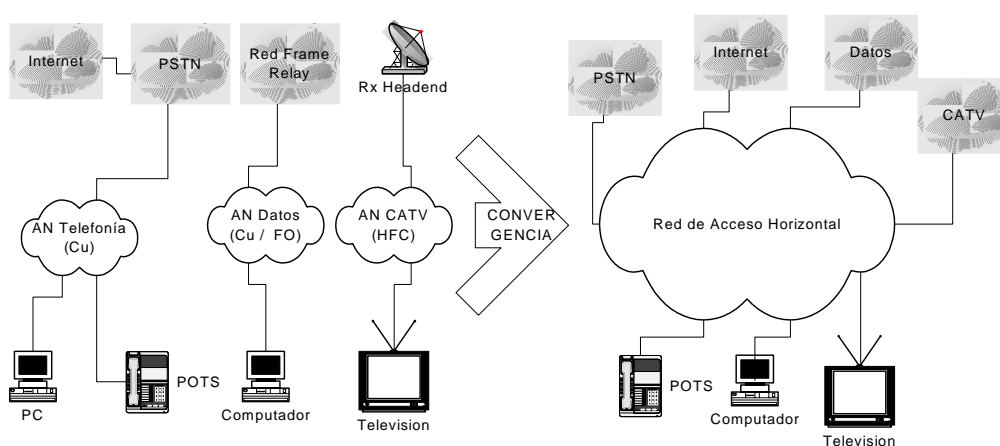 Internet
PSTN
Red Frame
Relay
Rx Headend
AN Telefonía
(Cu)
AN Datos
(Cu / FO)
AN CATV
(HFC)
PC
POTS
Computador
Television
CONVER
GENCIA
PSTN
Internet
Datos
CATV
Red de Acceso Horizontal
POTS
Computador
Television